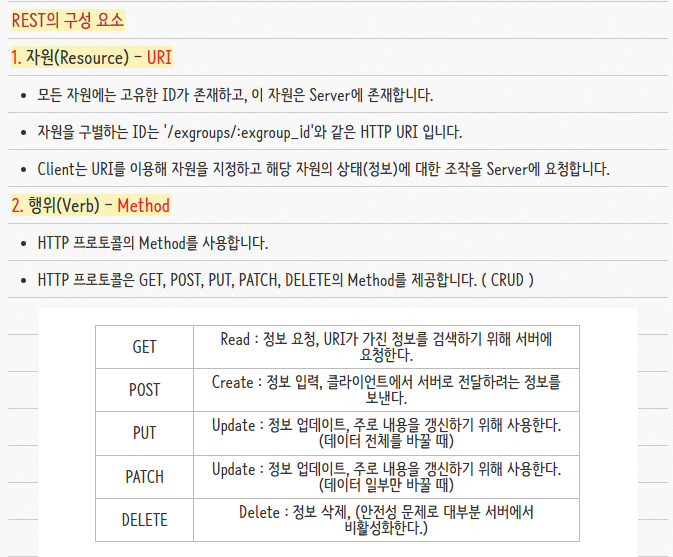 REST의 구성 요소
1. 자원(Resource) - URI
• 모든 자원에는 고유한 ID가 존재하고, 이 자원은 Server에 존재합니다.
• 자원을 구별하는 ID는 '/exgroups/:exgroup_id'와 같은 HTTP URI 입니다.
• Client는 URI를 이용해 자원을 지정하고 해당 자원의 상태(정보)에 대한 조작을 Server에 요청합니다.
2. 행위(Verb) - Method
• HTTP 프로토콜의 Method를 사용합니다.
• HTTP 프로토콜은 GET, POST, PUT, PATCH, DELETE의 Method를 제공합니다. ( CRUD )
GET
Read : 정보 요청, URI가 가진 정보를 검색하기 위해 서버에
요청한다.
POST
Create : 정보 입력, 클라이언트에서 서버로 전달하려는 정보를
보낸다.
PUT
Update : 정보 업데이트, 주로 내용을 갱신하기 위해 사용한다.
(데이터 전체를 바꿀 때)
PATCH
Update : 정보 업데이트, 주로 내용을 갱신하기 위해 사용한다.
(데이터 일부만 바꿀 때)
DELETE
Delete : 정보 삭제, (안전성 문제로 대부분 서버에서
비활성화한다.)